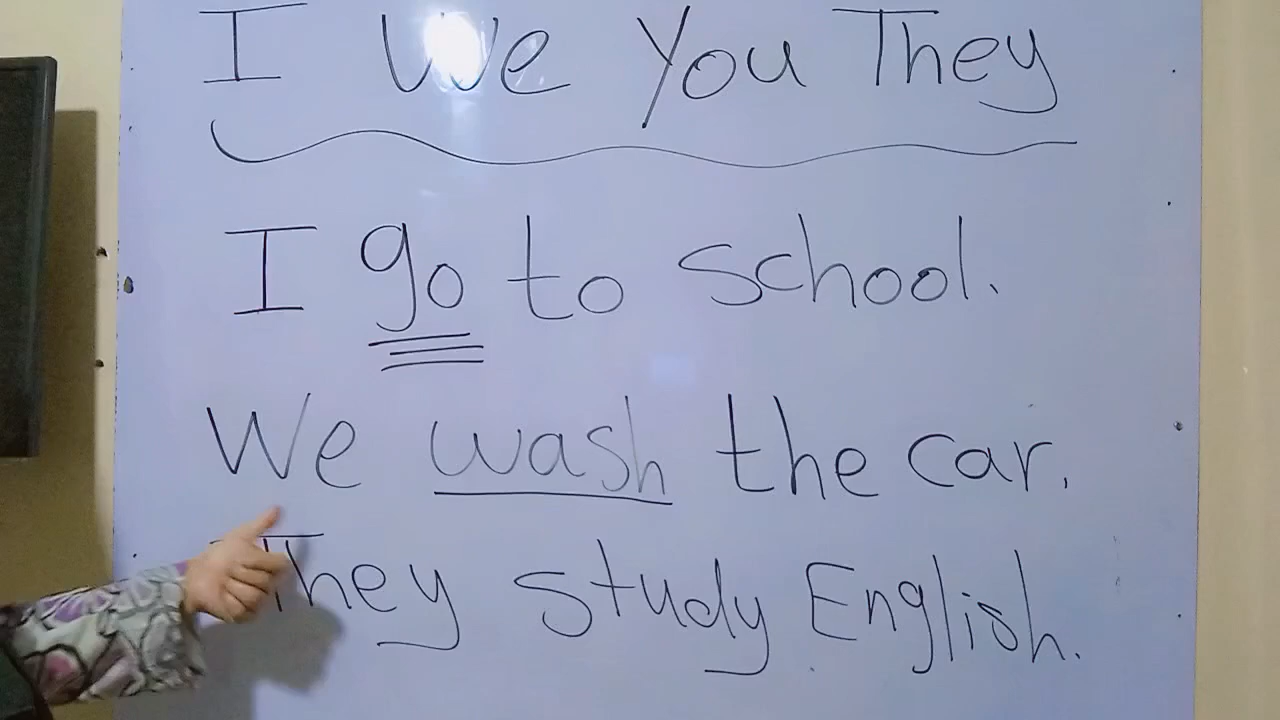 I We You They
I go to school.
We wash the car.
They study English.